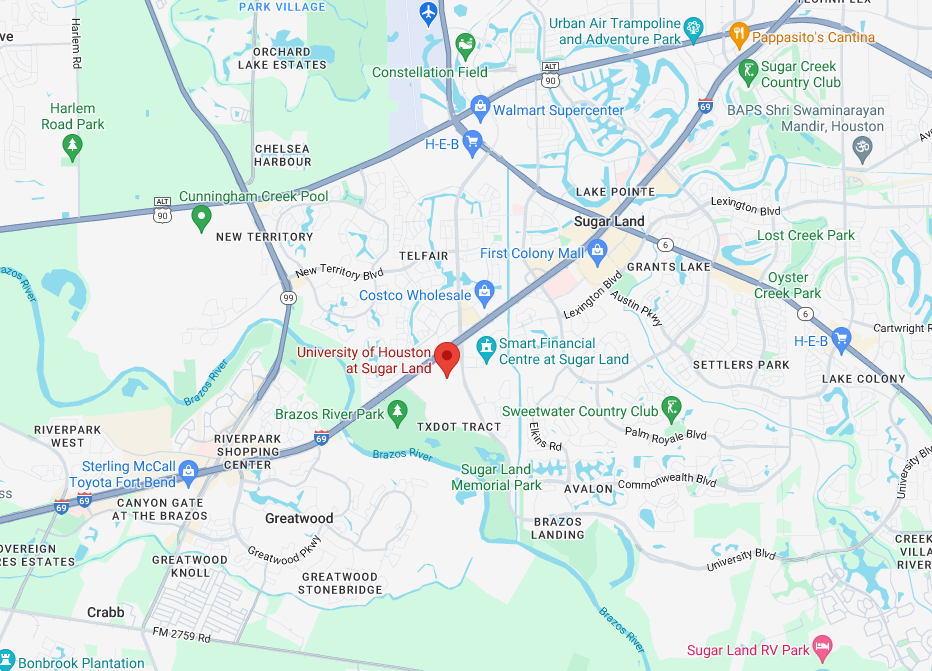 TECHNIPLEX
PARK VILLAGE
Harlem Rd
ve
Urban Air Trampoline
and Adventure Park
Pappasito's Cantina
ORCHARD
LAKE ESTATES
Constellation Field
ALT
90
Sugar Creek
Country Club
Harlem
Road Park
Walmart Supercenter
69
BAPS Shri Swaminarayan
Mandir, Houston
H-E-B
CHELSEA
HARBOUR
LAKE POINTE
Cunningham Creek Pool
ALT
90
Lexington Blvd
Sugar Land
NEW TERRITORY
TELFAIR
First Colony Mall
6
Lost Creek Park
GRANTS LAKE
New Territory Blvd
azos River
99
Costco Wholesale
Lexington Blvd
Austin Pkwy
Oyster
Creek Park
6
Cartwright R
H-E-B
University of Houston
at Sugar Land
Smart Financial
Centre at Sugar Land
SETTLERS PARK
LAKE COLONY
Brazos River
Brazos River Park
Sweetwater Country Club
TXDOT TRACT
Elkins Rd
Palm Royale Blvd
RIVERPARK
WEST
69
RIVERPARK
SHOPPING
CENTER
Brazos River
Sterling McCall
Toyota Fort Bend
Sugar Land
Memorial Park
AVALON
Commonwealth Blvd
University Blv
ss
69
69
CANYON GATE
AT THE BRAZOS
Greatwood
BRAZOS
LANDING
OVEREIGN
RES ESTATES
Greatwood Pkwy
University Blvd
CREEK
VILLA
RIVER
GREATWOOD
KNOLL
GREATWOOD
STONEBRIDGE
Crabb
Brazos River
FM 2759 Rd
Sugar Land RV Park
Bonbrook Plantation